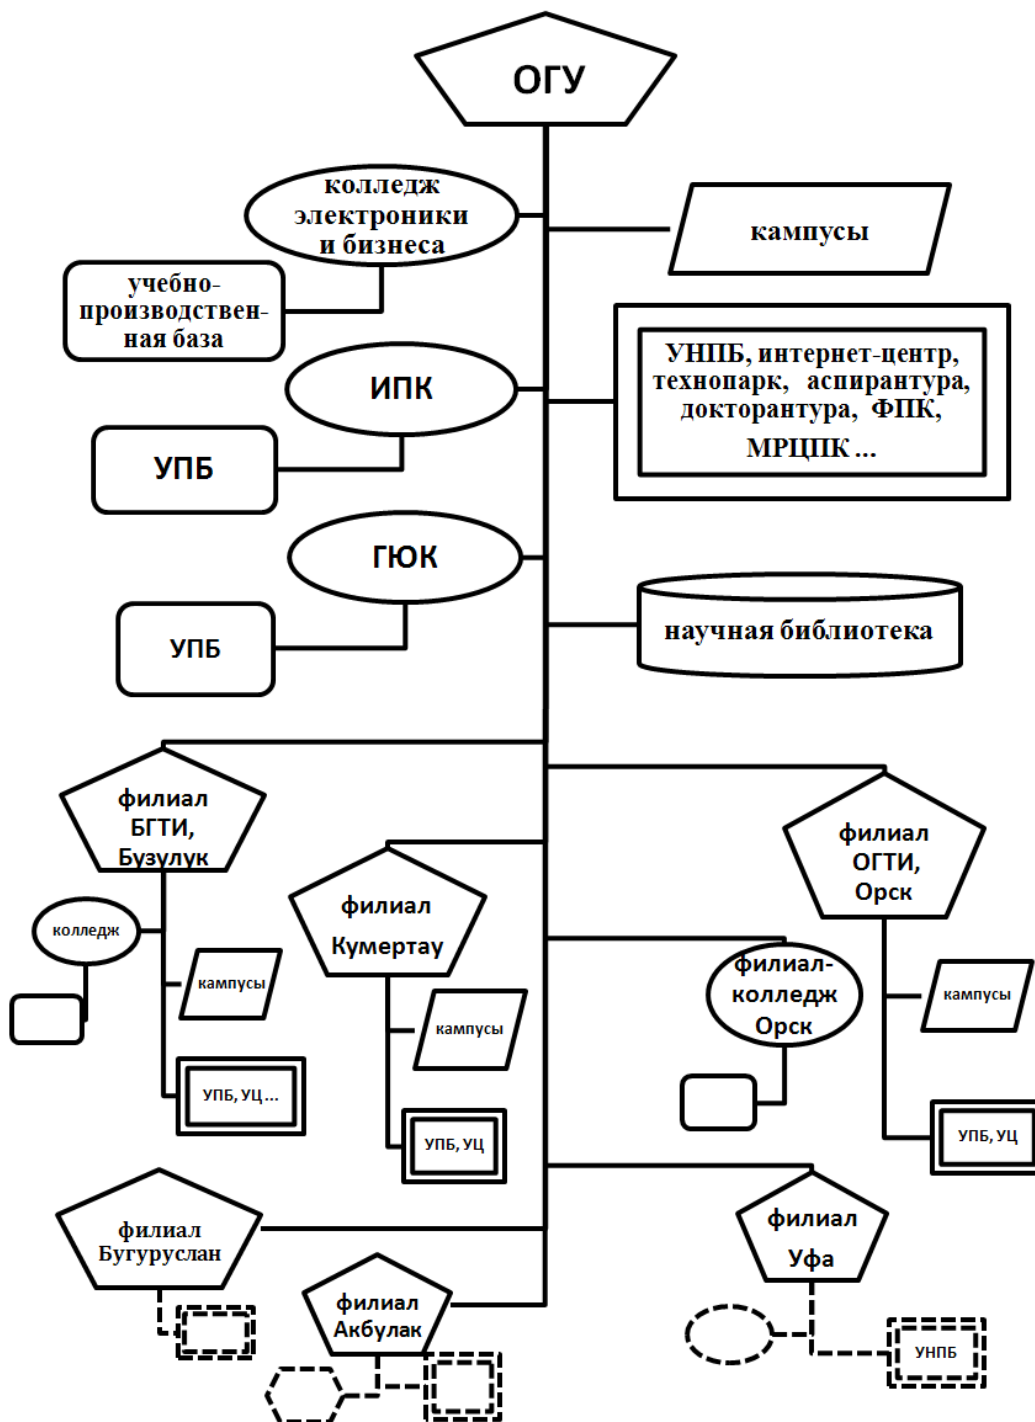 ОГУ
колледж
электроники
и бизнеса
кампусы
учебно-
производствен-
ная база
УНПБ, интернет-центр,
технопарк, аспирантура,
докторантура, ФПК,
МРЦПК ...
ИПК
УПБ
ГЮК
УПБ
научная библиотека
филиал
БГТИ,
Бузулук
филиал
ОГТИ,
Орск
филиал
Кумертау
колледж
кампусы
филиал-
колледж
Орск
кампусы
кампусы
УПБ, УЦ ...
УПБ, УЦ
УПБ, УЦ
филиал
Бугуруслан
филиал
Уфа
филиал
Акбулак
УНПБ